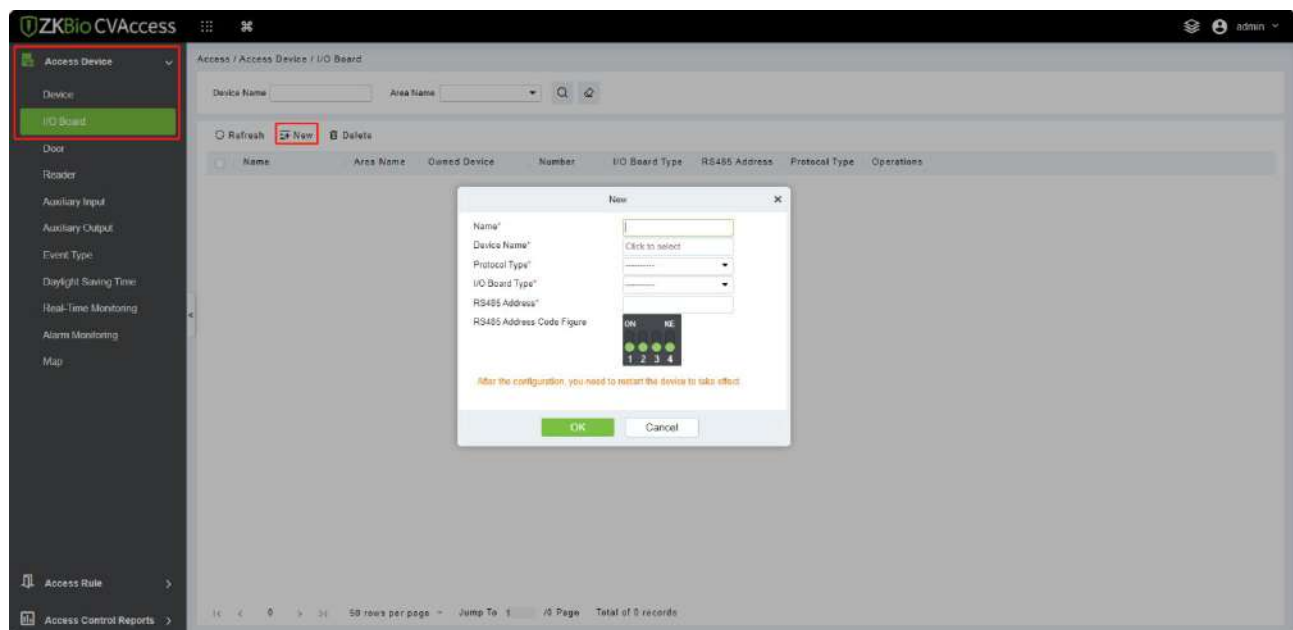 ZKBio CVAccess
admin
Access Device
Device
I/O Board
Door
Reader
Auxiliary Input
Auxiliary Output
Event Type
Daylight Saving Time
Real-Time Monitoring
Alarm Monitoring
Map
Access Rule
Access Control Reports
Access / Access Device / I/O Board
Device Name Area Name
Refresh New Delete
Name Area Name Owned Device Number I/O Board Type RS485 Address Protocol Type Operations
New
Name*
Device Name* Click to select
Protocol Type* ----------
I/O Board Type* ----------
RS485 Address*
RS485 Address Code Figure
ON KE
1 2 3 4
After the configuration, you need to restart the device to take effect
OK Cancel
0 50 rows per page Jump To 1 /0 Page Total of 0 records